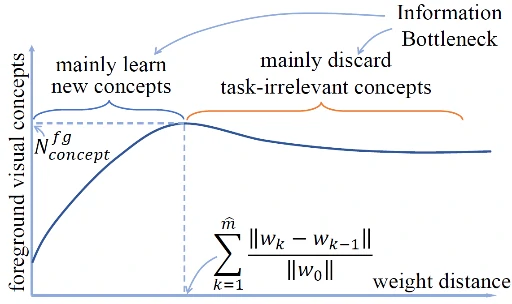 Information
Bottleneck
mainly learn
new concepts
mainly discard
task-irrelevant concepts
foreground visual concepts
N_{concept}^{fg}
\sum_{k=1}^{\hat{m}} \frac{\|w_k - w_{k-1}\|}{\|w_0\|}
weight distance